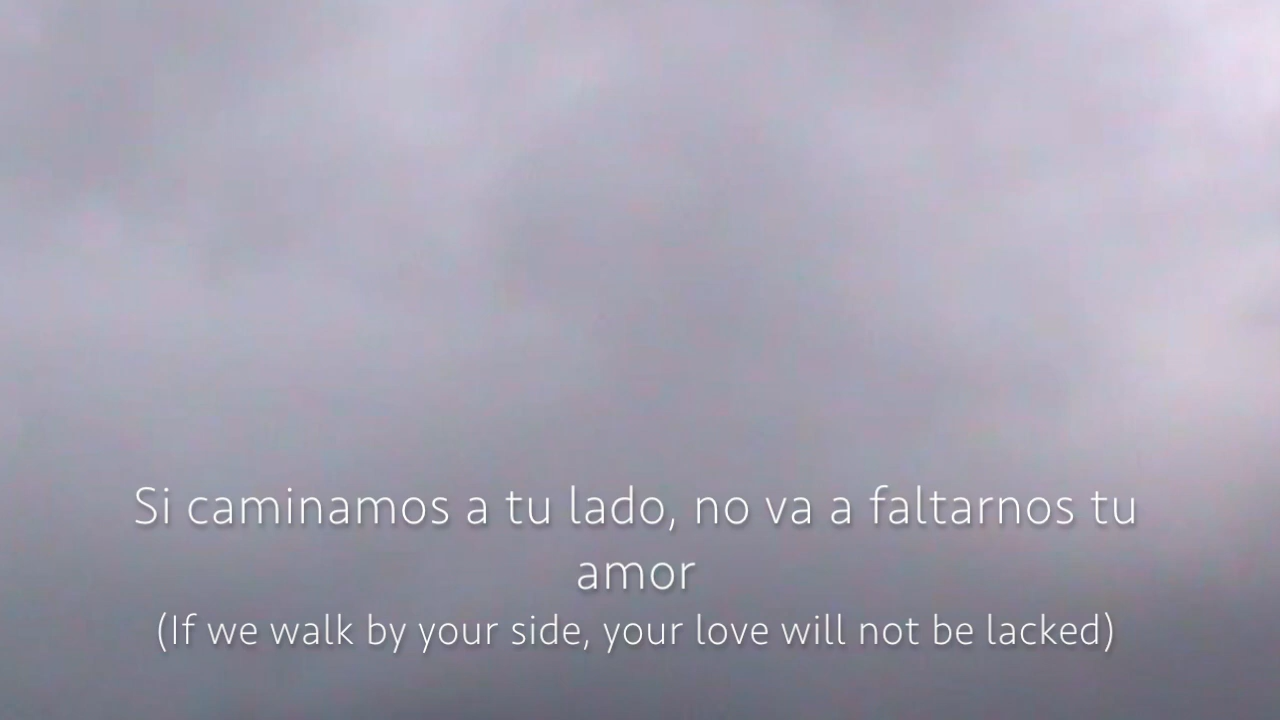 Si caminamos a tu lado, no va a faltarnos tu
amor
(If we walk by your side, your love will not be lacked)